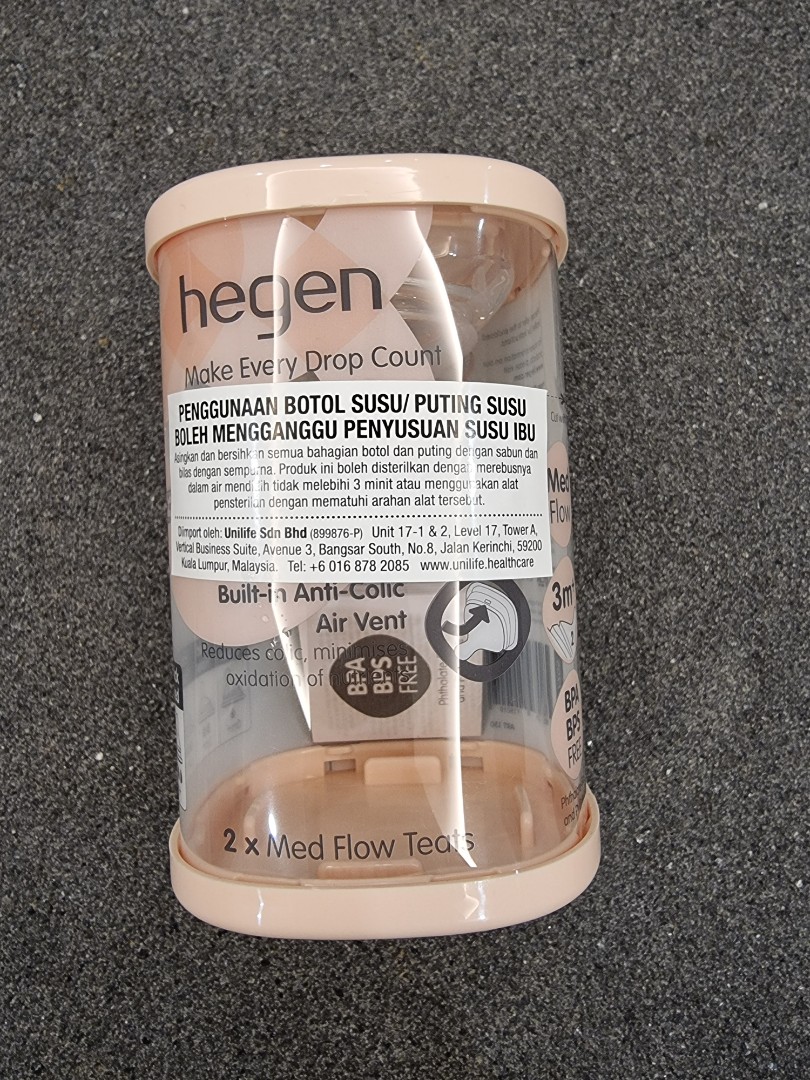 hegen
Make Every Drop Count
PENGGUNAAN BOTOL SUSU/ PUTING SUSU
BOLEH MENGGANGGU PENYUSUAN SUSU IBU
Asingkan dan bersihkan semua bahagian botol dan puting dengan sabun dan
bilas dengan sempurna. Produk ini boleh disterilkan dengan merebusnya
dalam air mendidih tidak melebihi 3 minit atau menggunakan alat
pensterilan dengan mematuhi arahan alat tersebut.
Diimport oleh: Unilife Sdn Bhd (899876-P) Unit 17-1 & 2, Level 17, Tower A,
Vertical Business Suite, Avenue 3, Bangsar South, No.8, Jalan Kerinchi, 59200
Kuala Lumpur, Malaysia. Tel: +6 016 878 2085 www.unilife.healthcare
Med
Flow
3m
Built-in Anti-Colic
Air Vent
Reduces colic, minimises
oxidation of nutrients
BPA
BPS
FREE
Phthalate
and
BPA
BPS
FREE
2 x Med Flow Teats